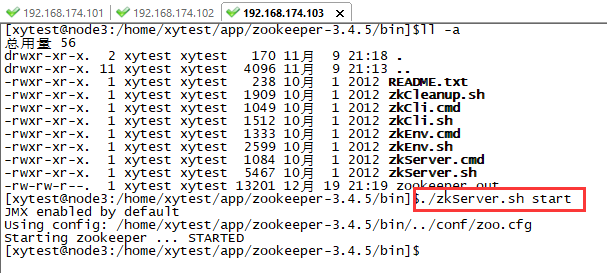 192.168.174.101 192.168.174.102 192.168.174.103
[xytest@node3:/home/xytest/app/zookeeper-3.4.5/bin]$ll -a
总用量 56
drwxr-xr-x. 2 xytest xytest 170 11月 9 21:18 .
drwxr-xr-x. 11 xytest xytest 4096 11月 9 21:13 ..
-rwxr-xr-x. 1 xytest xytest 238 10月 1 2012 README.txt
-rwxr-xr-x. 1 xytest xytest 1909 10月 1 2012 zkCleanup.sh
-rwxr-xr-x. 1 xytest xytest 1049 10月 1 2012 zkCli.cmd
-rwxr-xr-x. 1 xytest xytest 1512 10月 1 2012 zkCli.sh
-rwxr-xr-x. 1 xytest xytest 1333 10月 1 2012 zkEnv.cmd
-rwxr-xr-x. 1 xytest xytest 2599 10月 1 2012 zkEnv.sh
-rwxr-xr-x. 1 xytest xytest 1084 10月 1 2012 zkServer.cmd
-rwxr-xr-x. 1 xytest xytest 5467 10月 1 2012 zkServer.sh
-rw-rw-r--. 1 xytest xytest 13201 12月 19 21:19 zookeeper.out
[xytest@node3:/home/xytest/app/zookeeper-3.4.5/bin]$./zkServer.sh start
JMX enabled by default
Using config: /home/xytest/app/zookeeper-3.4.5/bin/../conf/zoo.cfg
Starting zookeeper ... STARTED
[xytest@node3:/home/xytest/app/zookeeper-3.4.5/bin]$